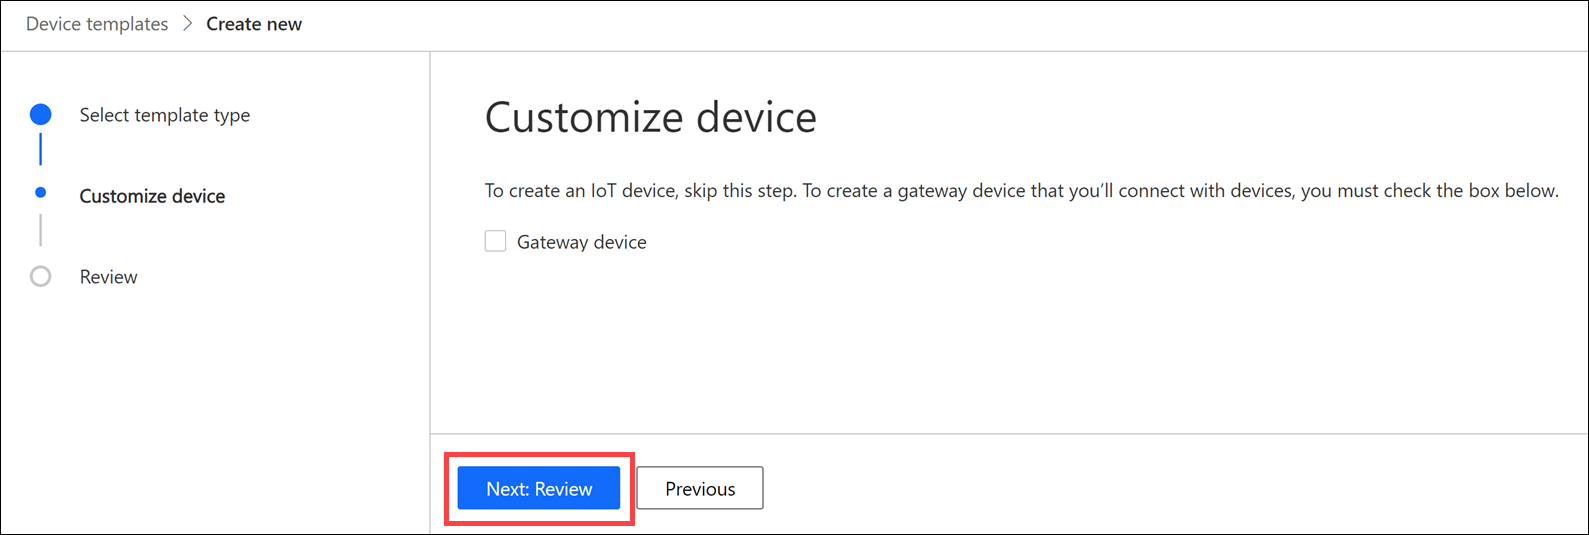 Device templates > Create new
Select template type
Customize device
Review
Customize device
To create an IoT device, skip this step. To create a gateway device that you’ll connect with devices, you must check the box below.
Gateway device
Next: Review
Previous